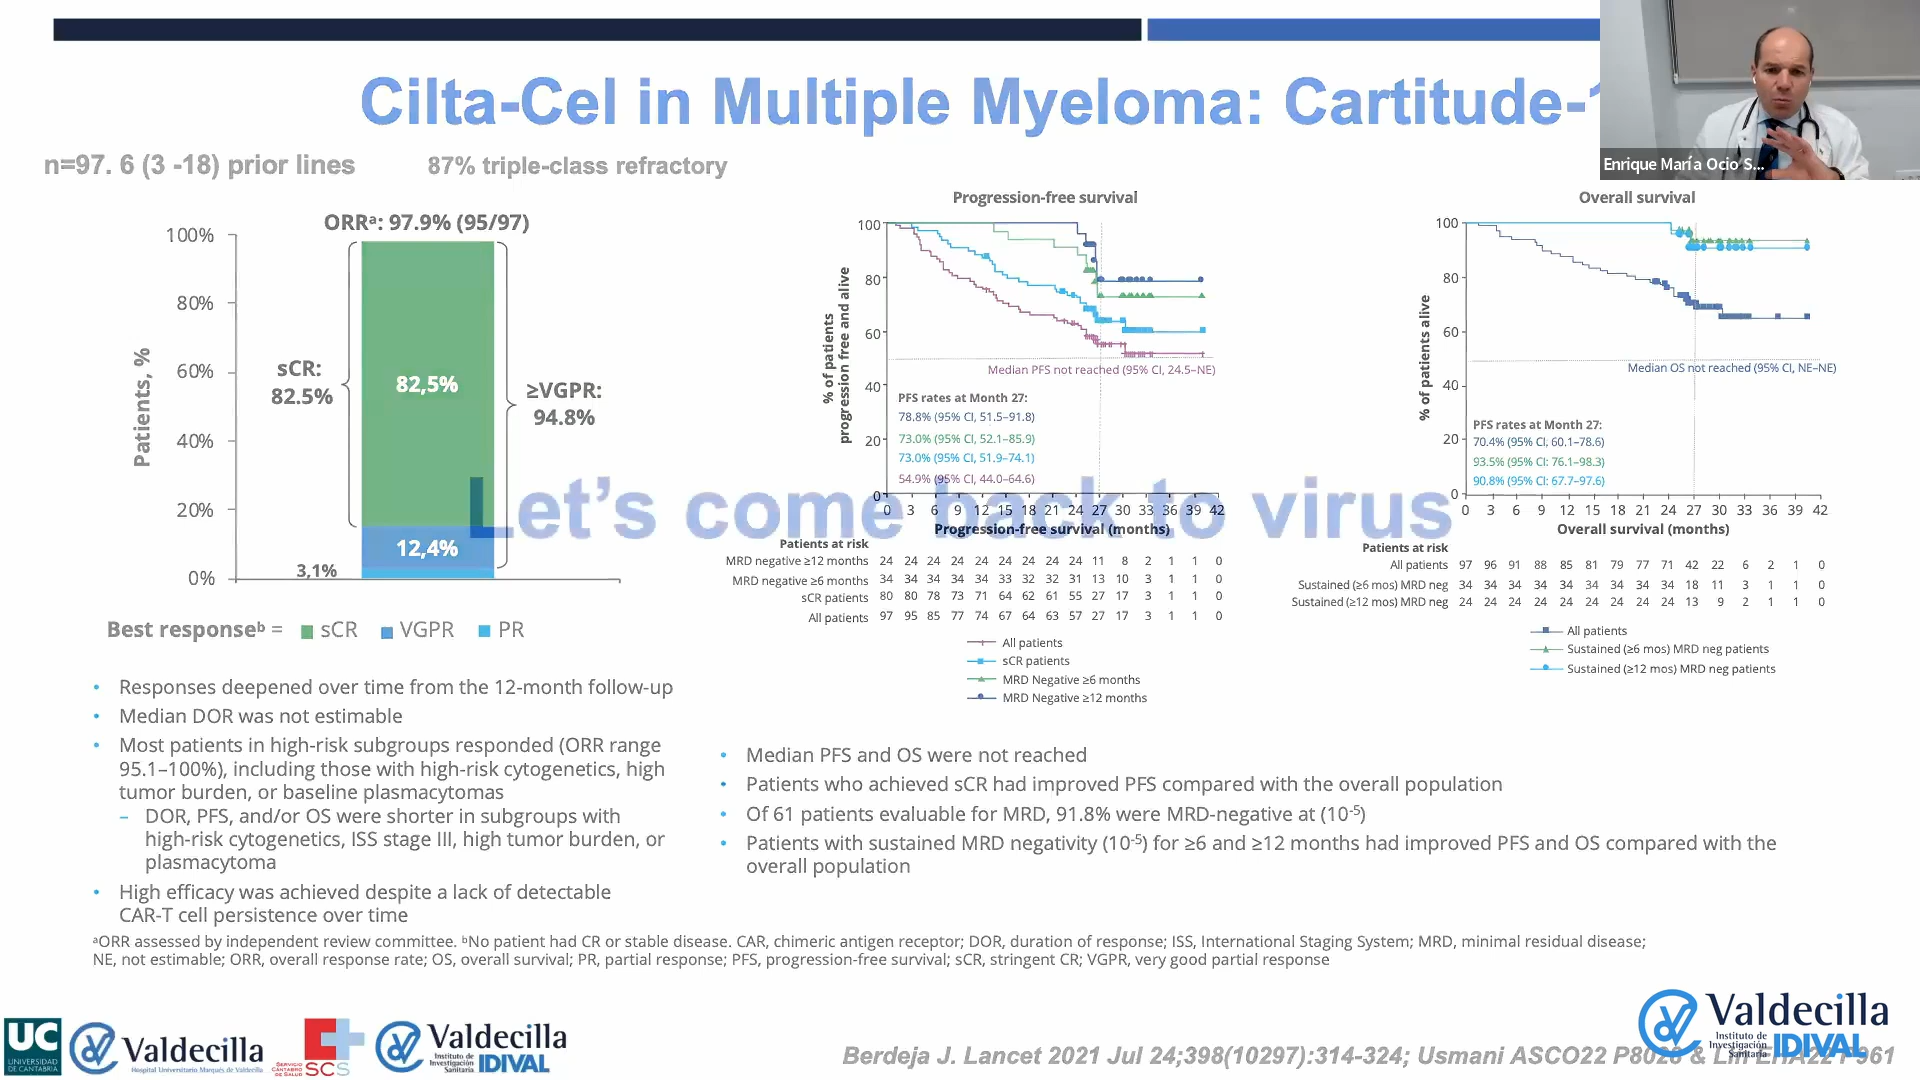 Cilta-Cel in Multiple Myeloma: Cartitude-1
Enrique María Ocio S...
n=97. 6 (3 -18) prior lines
87% triple-class refractory
ORRᵃ: 97.9% (95/97)
100%
80%
60%
40%
20%
0%
Patients, %
sCR:
82.5%
82,5%
≥VGPR:
94.8%
12,4%
3,1%
Best responseᵇ = sCR VGPR PR
Progression-free survival
% of patients
progression free and alive
100
80
60
40
20
0
Median PFS not reached (95% CI, 24.5–NE)
PFS rates at Month 27:
78.8% (95% CI, 51.5–91.8)
73.0% (95% CI, 52.1–85.9)
73.0% (95% CI, 51.9–74.1)
54.9% (95% CI, 44.0–64.6)
0 3 6 9 12 15 18 21 24 27 30 33 36 39 42
Progression-free survival (months)
Patients at risk
MRD negative ≥12 months 24 24 24 24 24 24 24 24 24 11 8 2 1 1 0
MRD negative ≥6 months 34 34 34 34 34 33 32 32 31 13 10 3 1 1 0
sCR patients 80 80 78 73 71 64 62 61 55 27 17 3 1 1 0
All patients 97 95 85 77 74 67 64 63 57 27 17 3 1 1 0
All patients
sCR patients
MRD Negative ≥6 months
MRD Negative ≥12 months
Overall survival
% of patients alive
100
80
60
40
20
0
Median OS not reached (95% CI, NE–NE)
PFS rates at Month 27:
70.4% (95% CI, 60.1–78.6)
93.5% (95% CI: 76.1–98.3)
90.8% (95% CI: 67.7–97.6)
0 3 6 9 12 15 18 21 24 27 30 33 36 39 42
Overall survival (months)
Patients at risk
All patients 97 96 91 88 85 81 79 77 71 42 22 6 2 1 0
Sustained (≥6 mos) MRD neg 34 34 34 34 34 34 34 34 34 18 11 3 1 1 0
Sustained (≥12 mos) MRD neg 24 24 24 24 24 24 24 24 24 13 9 2 1 1 0
All patients
Sustained (≥6 mos) MRD neg patients
Sustained (≥12 mos) MRD neg patients
Let's come back to virus
• Responses deepened over time from the 12-month follow-up
• Median DOR was not estimable
• Most patients in high-risk subgroups responded (ORR range
95.1–100%), including those with high-risk cytogenetics, high
tumor burden, or baseline plasmacytomas
– DOR, PFS, and/or OS were shorter in subgroups with
high-risk cytogenetics, ISS stage III, high tumor burden, or
plasmacytoma
• High efficacy was achieved despite a lack of detectable
CAR-T cell persistence over time
• Median PFS and OS were not reached
• Patients who achieved sCR had improved PFS compared with the overall population
• Of 61 patients evaluable for MRD, 91.8% were MRD-negative at (10⁻⁵)
• Patients with sustained MRD negativity (10⁻⁵) for ≥6 and ≥12 months had improved PFS and OS compared with the
overall population
ᵃORR assessed by independent review committee. ᵇNo patient had CR or stable disease. CAR, chimeric antigen receptor; DOR, duration of response; ISS, International Staging System; MRD, minimal residual disease;
NE, not estimable; ORR, overall response rate; OS, overall survival; PR, partial response; PFS, progression-free survival; sCR, stringent CR; VGPR, very good partial response
UC
UNIVERSIDAD
DE CANTABRIA
Valdecilla
Hospital Universitario Marqués de Valdecilla
SERVICIO
CÁNTABRO
DE SALUD
SCS
Valdecilla
Instituto de
Investigación
Sanitaria
IDIVAL
Valdecilla
Instituto de
Investigación
Sanitaria
IDIVAL
Berdeja J. Lancet 2021 Jul 24;398(10297):314-324; Usmani ASCO22 P8028 & Lin EHA22 P961